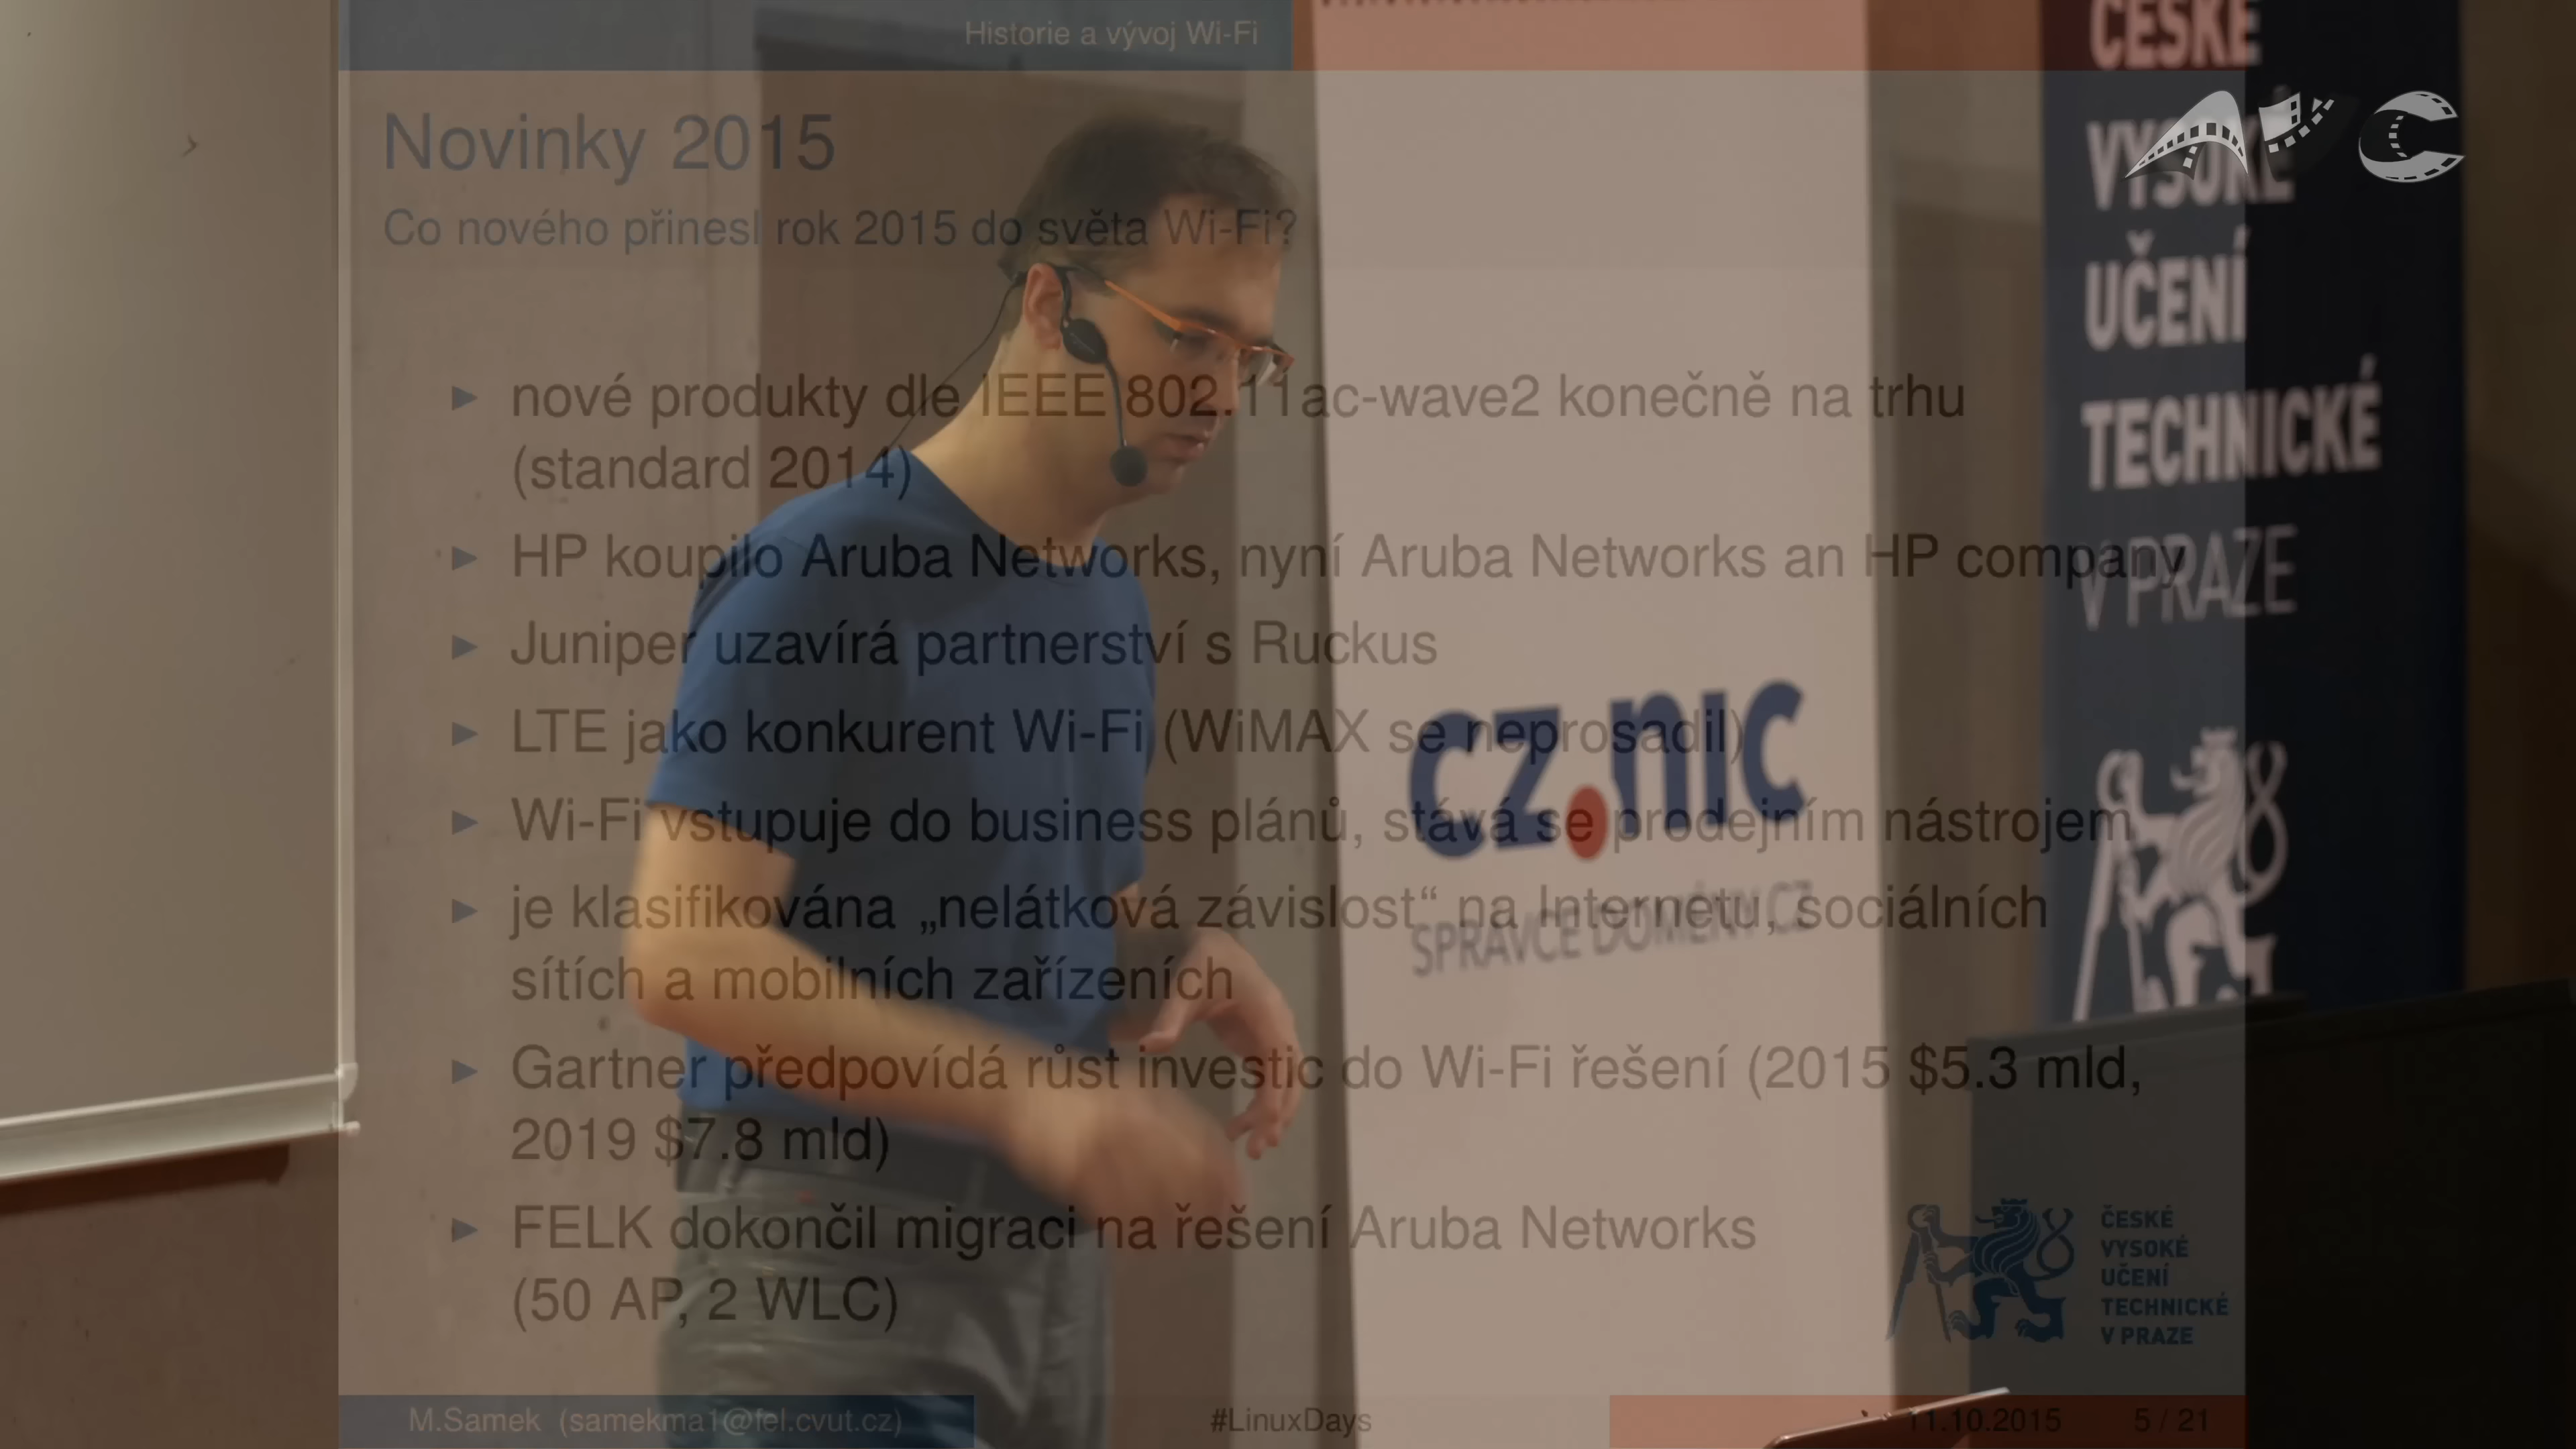 Historie a vývoj Wi-Fi
Novinky 2015
Co nového přinesl rok 2015 do světa Wi-Fi?
► nové produkty dle IEEE 802.11ac-wave2 konečně na trhu
(standard 2014)
► HP koupilo Aruba Networks, nyní Aruba Networks an HP company
► Juniper uzavírá partnerství s Ruckus
► LTE jako konkurent Wi-Fi (WiMAX se neprosadil)
► Wi-Fi vstupuje do business plánů, stává se prodejním nástrojem
► je klasifikována „nelátková závislost“ na Internetu, sociálních
sítích a mobilních zařízeních
► Gartner předpovídá růst investic do Wi-Fi řešení (2015 $5.3 mld,
2019 $7.8 mld)
► FELK dokončil migraci na řešení Aruba Networks
(50 AP, 2 WLC)
ČESKÉ
VYSOKÉ
UČENÍ
TECHNICKÉ
V PRAZE
M.Samek (samekma1@fel.cvut.cz)
#LinuxDays
11.10.2015
5 / 21
CZ.NIC
SPRÁVCE DOMÉNY CZ
ČESKÉ
VYSOKÉ
UČENÍ
TECHNICKÉ
V PRAZE
AVC